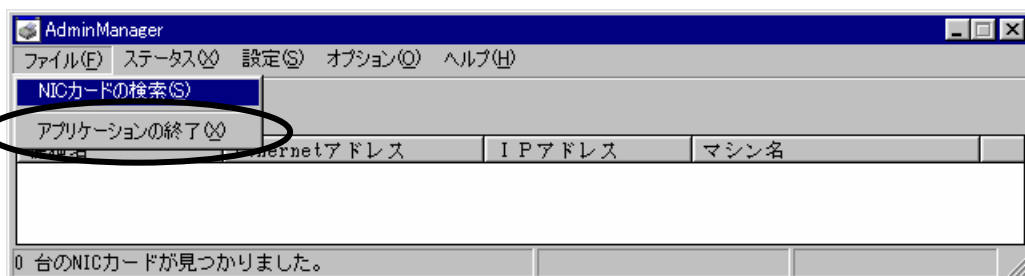 AdminManager
ファイル(F) ステータス(X) 設定(S) オプション(O) ヘルプ(H)
NICカードの検索(S)
アプリケーションの終了(X)
Ethernetアドレス IPアドレス マシン名
0 台のNICカードが見つかりました。